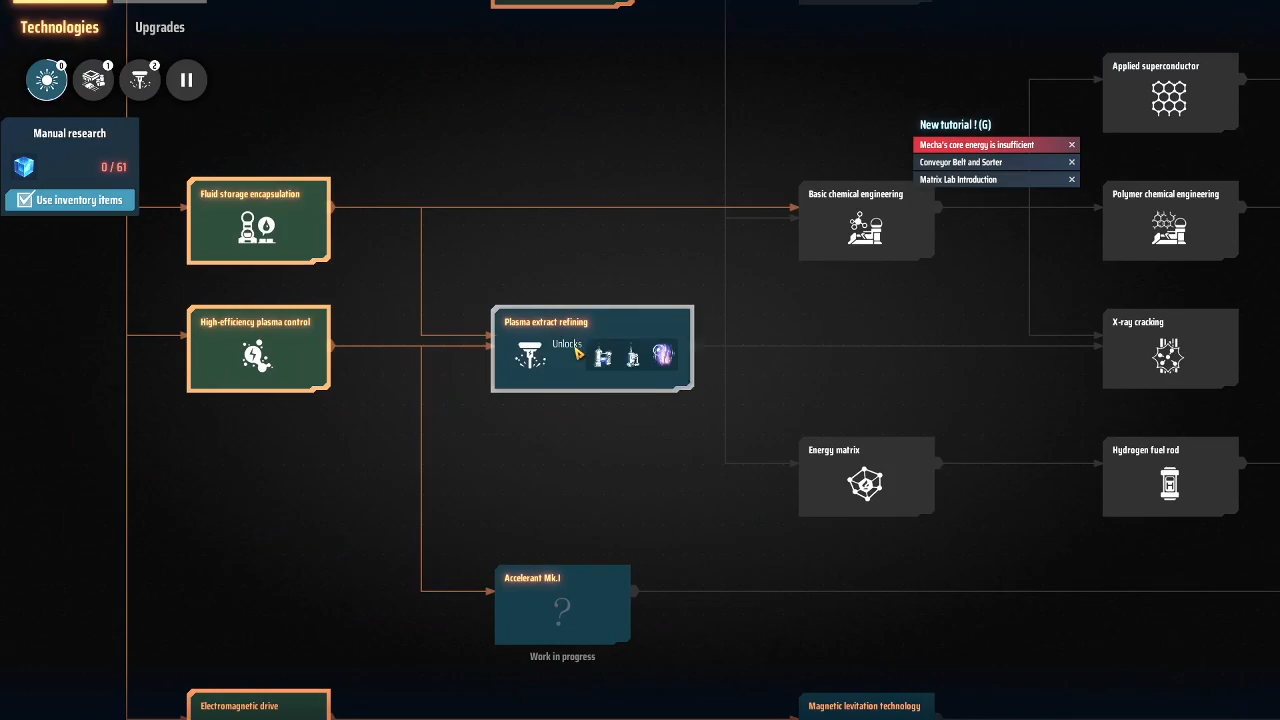 Technologies
Upgrades
0
1
2
Manual research
0 / 61
Use inventory items
Applied superconductor
New tutorial ! (G)
Mecha's core energy is insufficient
Conveyor Belt and Sorter
Matrix Lab Introduction
Fluid storage encapsulation
Basic chemical engineering
Polymer chemical engineering
High-efficiency plasma control
Plasma extract refining
Unlocks
X-ray cracking
Energy matrix
Hydrogen fuel rod
Accelerant Mk.I
?
Work in progress
Electromagnetic drive
Magnetic levitation technology